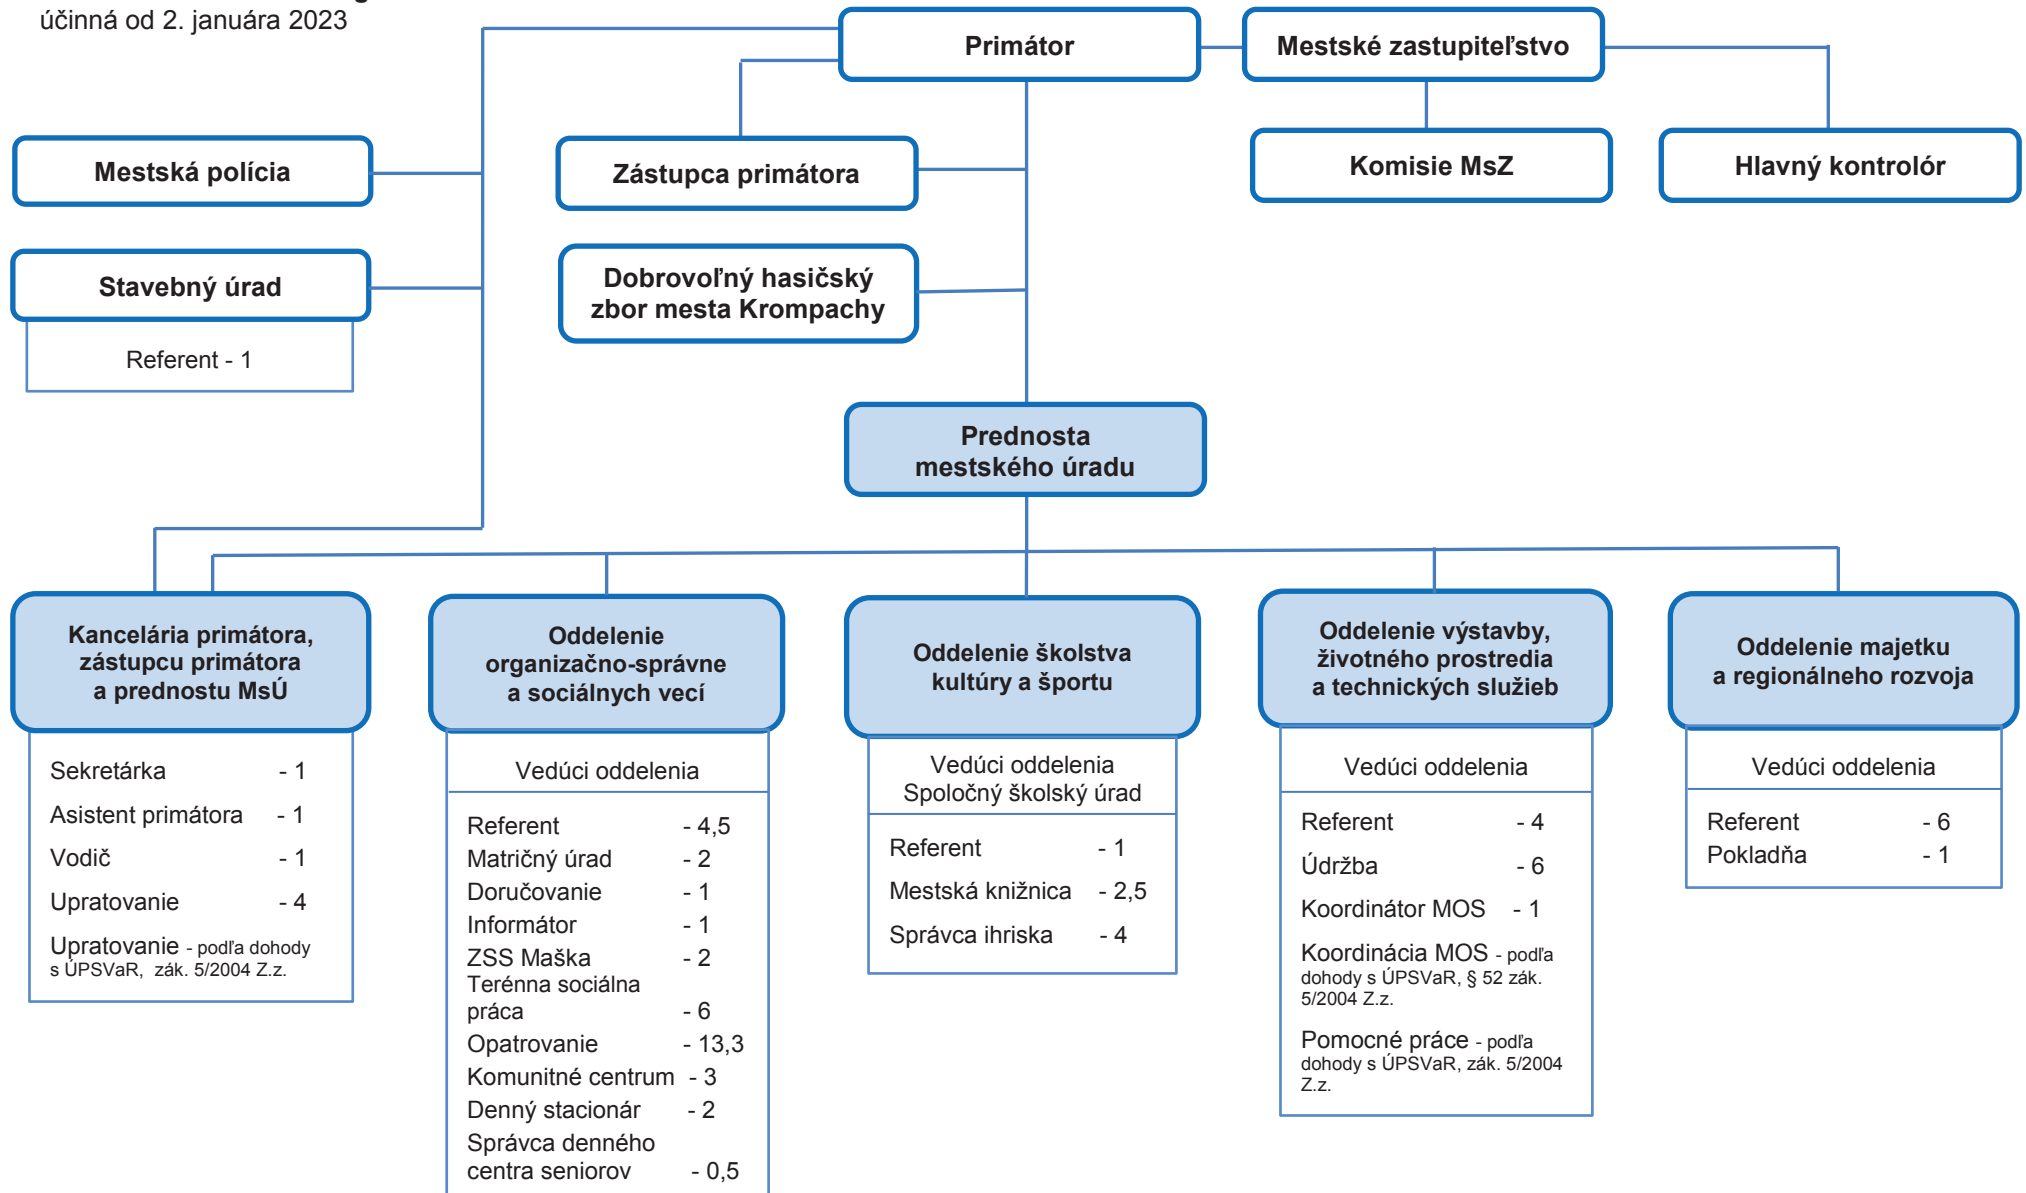 účinná od 2. januára 2023
Primátor
Mestské zastupiteľstvo
Mestská polícia
Zástupca primátora
Komisie MsZ
Hlavný kontrolór
Stavebný úrad
Referent - 1
Dobrovoľný hasičský
zbor mesta Krompachy
Prednosta
mestského úradu
Kancelária primátora,
zástupcu primátora
a prednostu MsÚ
Sekretárka - 1
Asistent primátora - 1
Vodič - 1
Upratovanie - 4
Upratovanie - podľa dohody
s ÚPSVaR, zák. 5/2004 Z.z.
Oddelenie
organizačno-správne
a sociálnych vecí
Vedúci oddelenia
Referent - 4,5
Matričný úrad - 2
Doručovanie - 1
Informátor - 1
ZSS Maška - 2
Terénna sociálna
práca - 6
Opatrovanie - 13,3
Komunitné centrum - 3
Denný stacionár - 2
Správca denného
centra seniorov - 0,5
Oddelenie školstva
kultúry a športu
Vedúci oddelenia
Spoločný školský úrad
Referent - 1
Mestská knižnica - 2,5
Správca ihriska - 4
Oddelenie výstavby,
životného prostredia
a technických služieb
Vedúci oddelenia
Referent - 4
Údržba - 6
Koordinátor MOS - 1
Koordinácia MOS - podľa
dohody s ÚPSVaR, § 52 zák.
5/2004 Z.z.
Pomocné práce - podľa
dohody s ÚPSVaR, zák. 5/2004
Z.z.
Oddelenie majetku
a regionálneho rozvoja
Vedúci oddelenia
Referent - 6
Pokladňa - 1